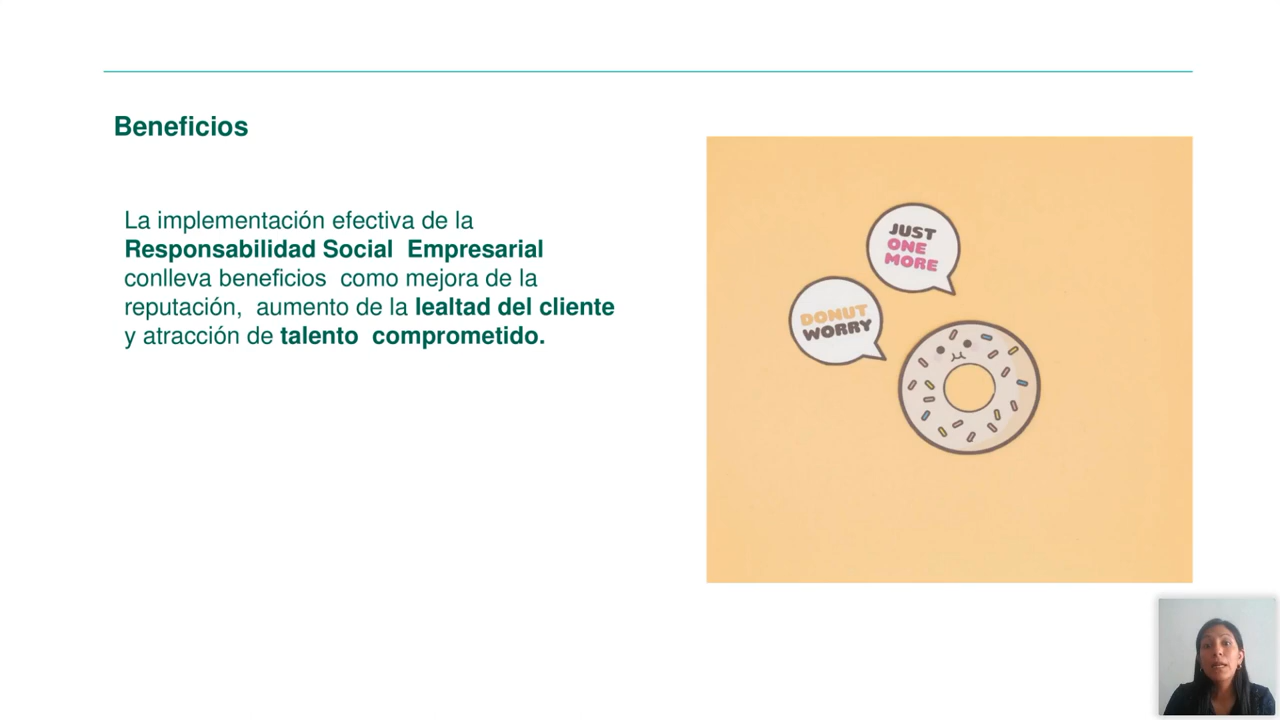 Beneficios
La implementación efectiva de la
Responsabilidad Social Empresarial
conlleva beneficios como mejora de la
reputación, aumento de la lealtad del cliente
y atracción de talento comprometido.
JUST
ONE
MORE
DONUT
WORRY